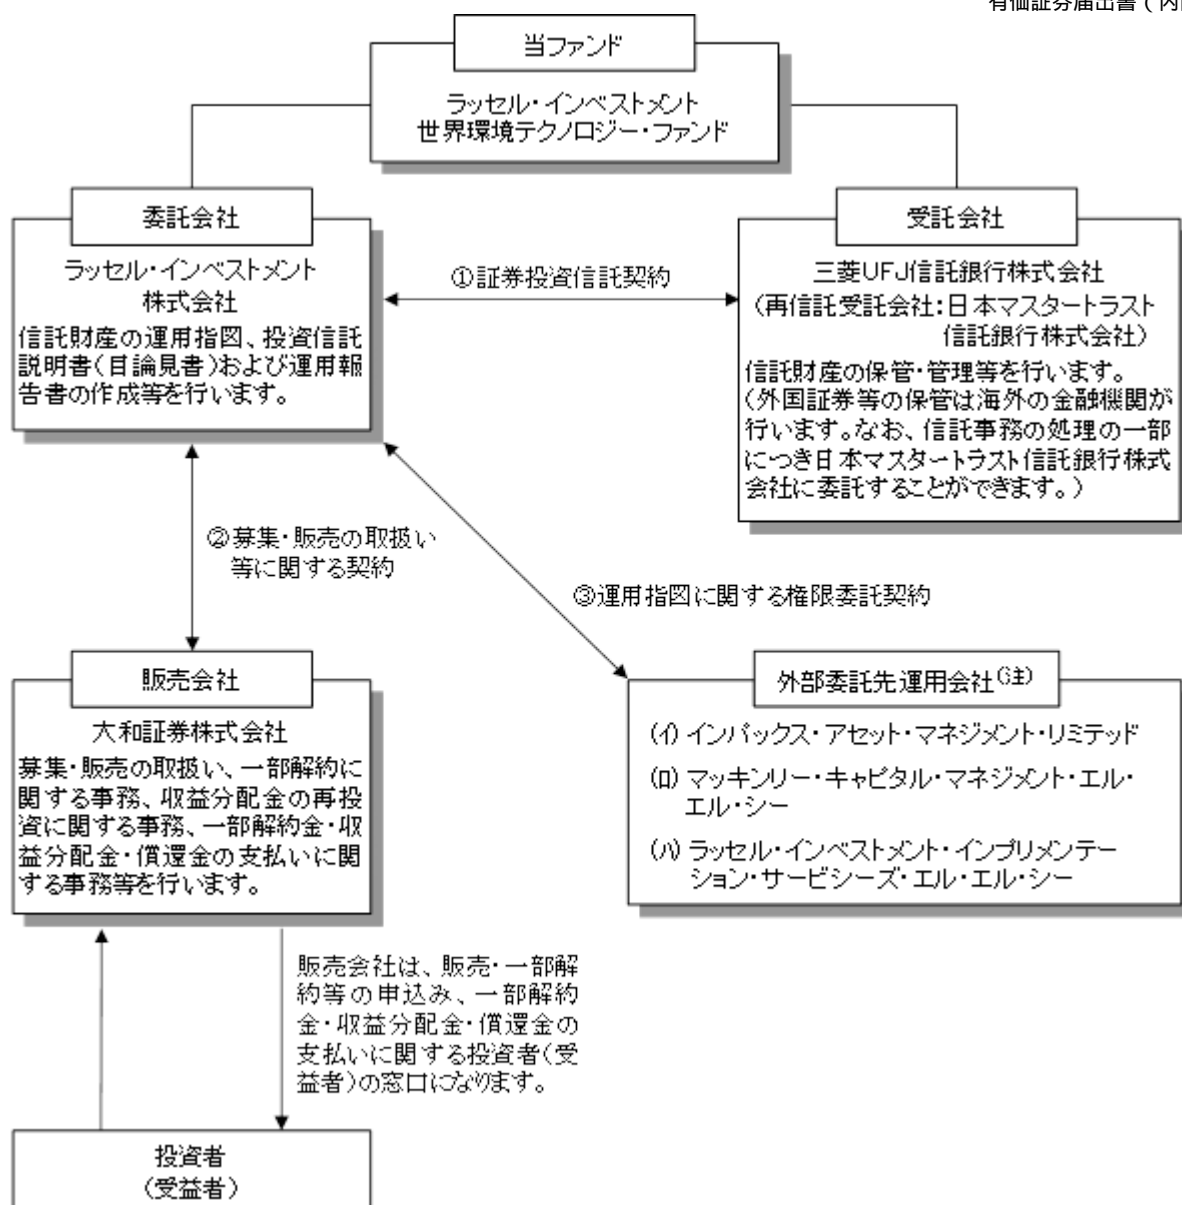 有価証券届出書(内
当ファンド
ラッセル・インベストメント
世界環境テクノロジー・ファンド
委託会社
ラッセル・インベストメント
株式会社
信託財産の運用指図、投資信託
説明書(目論見書)および運用報
告書の作成等を行います。
①証券投資信託契約
受託会社
三菱UFJ信託銀行株式会社
(再信託受託会社:日本マスタートラスト
信託銀行株式会社)
信託財産の保管・管理等を行います。
(外国証券等の保管は海外の金融機関が
行います。なお、信託事務の処理の一部
につき日本マスタートラスト信託銀行株式
会社に委託することができます。)
②募集・販売の取扱い
等に関する契約
③運用指図に関する権限委託契約
販売会社
大和証券株式会社
募集・販売の取扱い、一部解約に
関する事務、収益分配金の再投
資に関する事務、一部解約金・収
益分配金・償還金の支払いに関
する事務等を行います。
外部委託先運用会社(注)
(イ) インパックス・アセット・マネジメント・リミテッド
(ロ) マッキンリー・キャピタル・マネジメント・エル・
エル・シー
(ハ) ラッセル・インベストメント・インプリメンテー
ション・サービシーズ・エル・エル・シー
販売会社は、販売・一部解
約等の申込み、一部解約
金・収益分配金・償還金の
支払いに関する投資者(受
益者)の窓口になります。
投資者
(受益者)